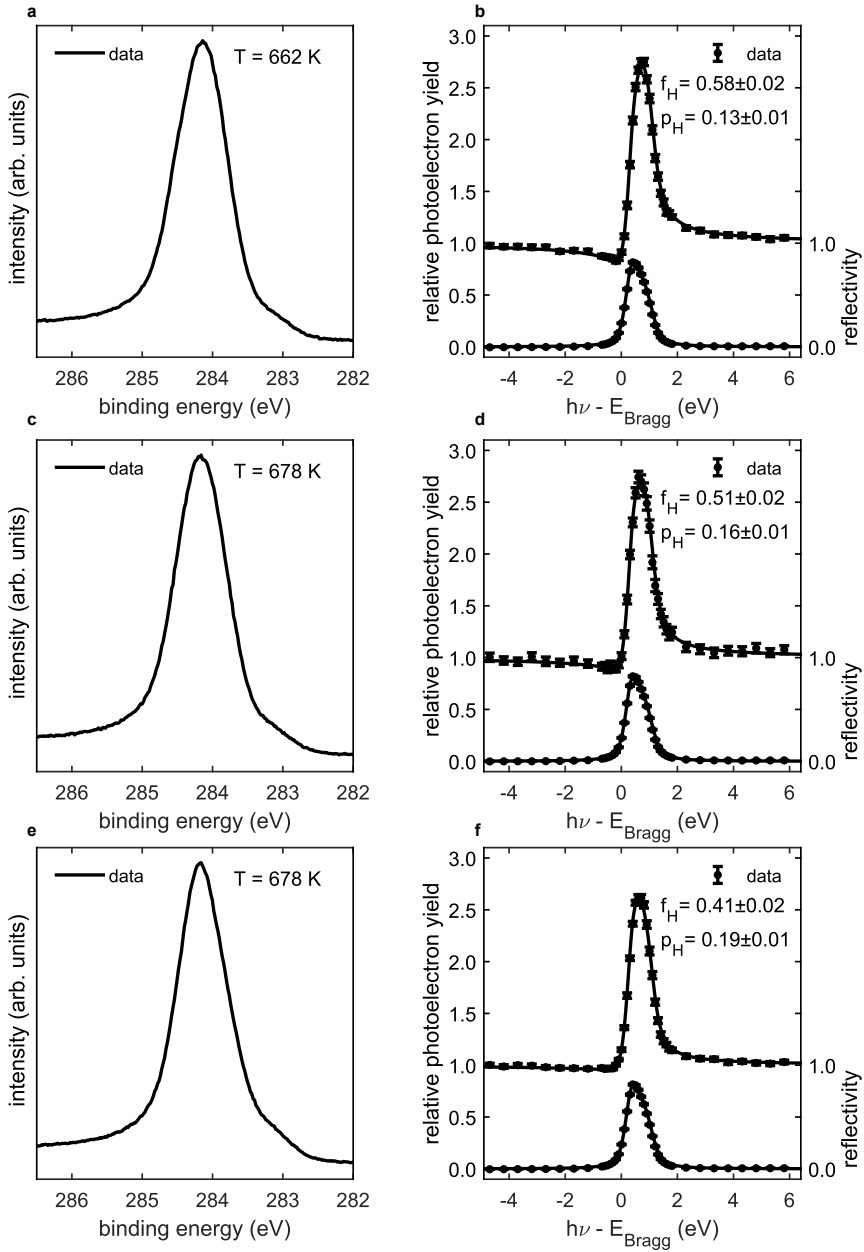 a
data
T = 662 K
intensity (arb. units)
286 285 284 283 282
binding energy (eV)
b
3.0
2.5
2.0
1.5
1.0
0.5
0.0
relative photoelectron yield
data
f_H = 0.58±0.02
p_H = 0.13±0.01
1.0
0.0
reflectivity
-4 -2 0 2 4 6
hν - E_Bragg (eV)
c
data
T = 678 K
intensity (arb. units)
286 285 284 283 282
binding energy (eV)
d
3.0
2.5
2.0
1.5
1.0
0.5
0.0
relative photoelectron yield
data
f_H = 0.51±0.02
p_H = 0.16±0.01
1.0
0.0
reflectivity
-4 -2 0 2 4 6
hν - E_Bragg (eV)
e
data
T = 678 K
intensity (arb. units)
286 285 284 283 282
binding energy (eV)
f
3.0
2.5
2.0
1.5
1.0
0.5
0.0
relative photoelectron yield
data
f_H = 0.41±0.02
p_H = 0.19±0.01
1.0
0.0
reflectivity
-4 -2 0 2 4 6
hν - E_Bragg (eV)